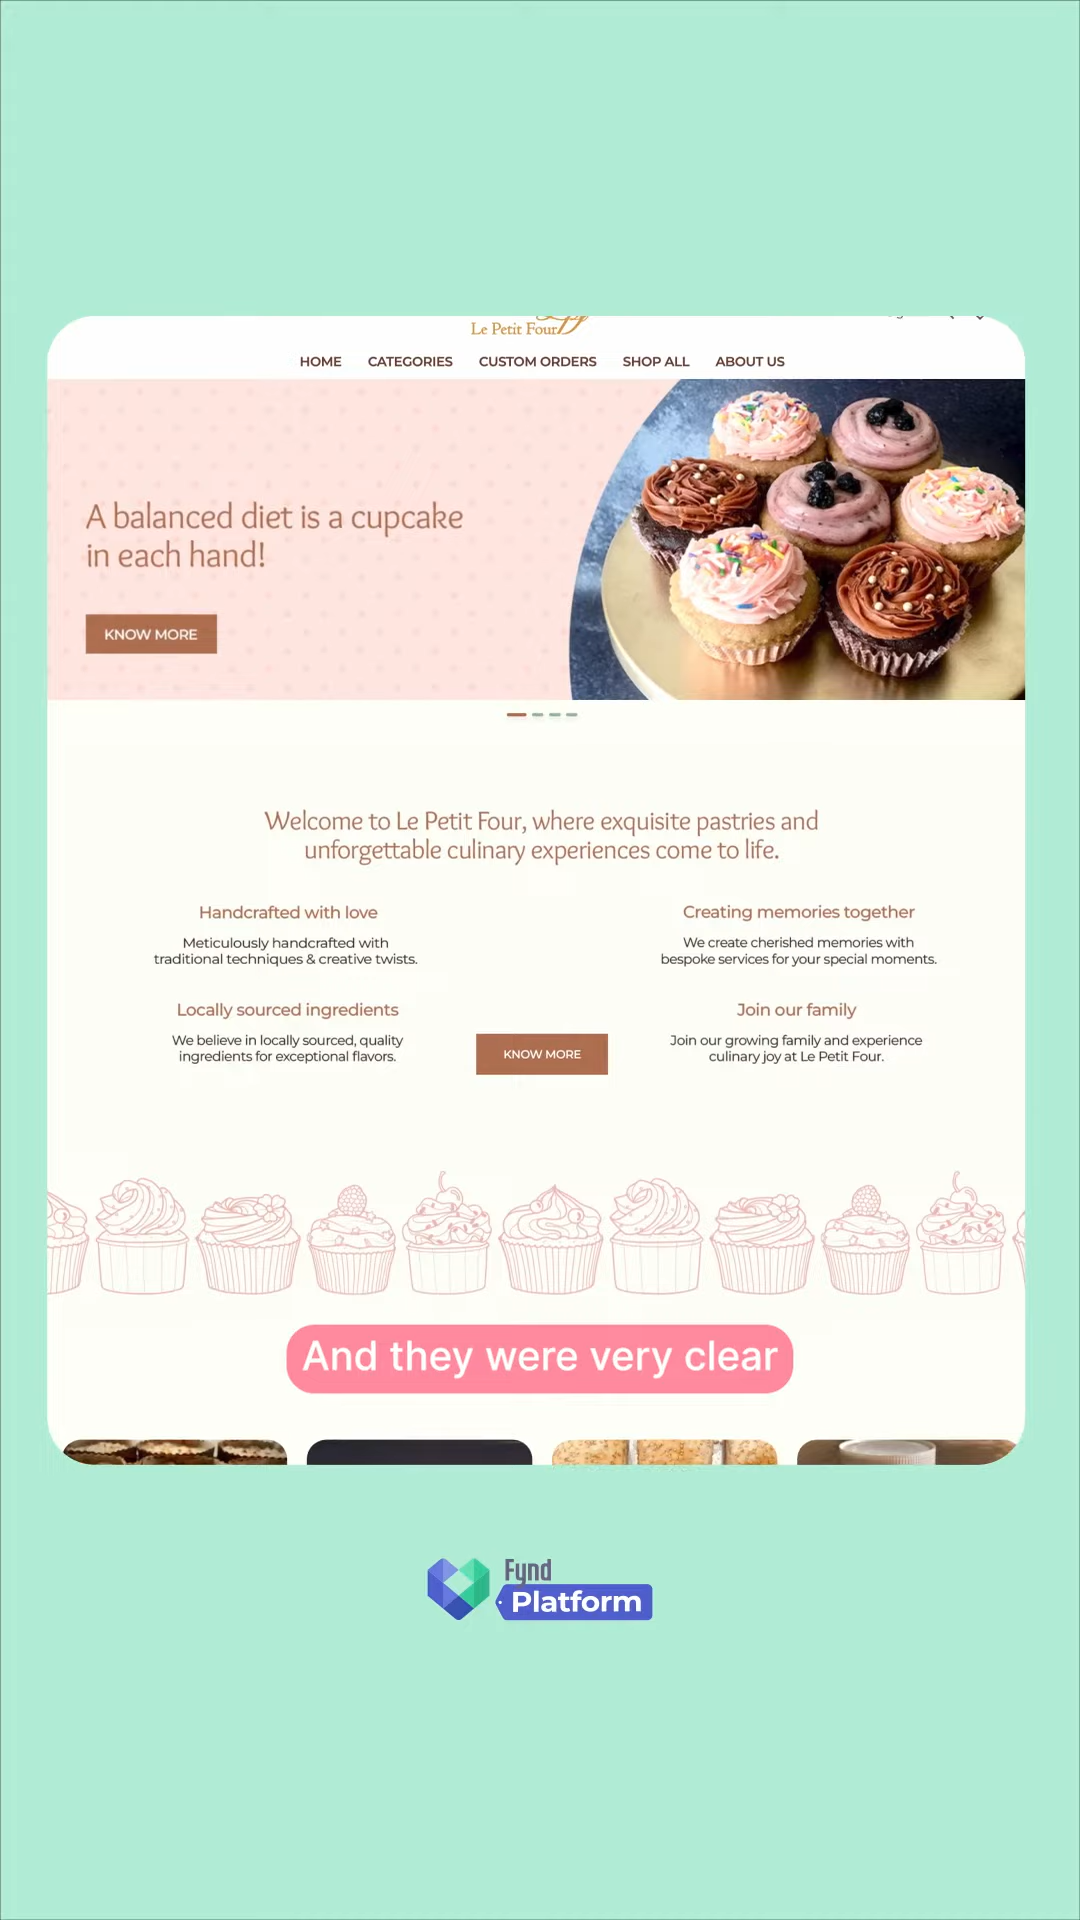 Le Petit Four
HOME CATEGORIES CUSTOM ORDERS SHOP ALL ABOUT US
A balanced diet is a cupcake
in each hand!
KNOW MORE
Welcome to Le Petit Four, where exquisite pastries and
unforgettable culinary experiences come to life.
Handcrafted with love
Meticulously handcrafted with
traditional techniques & creative twists.
Creating memories together
We create cherished memories with
bespoke services for your special moments.
Locally sourced ingredients
We believe in locally sourced, quality
ingredients for exceptional flavors.
KNOW MORE
Join our family
Join our growing family and experience
culinary joy at Le Petit Four.
And they were very clear
Fynd
Platform